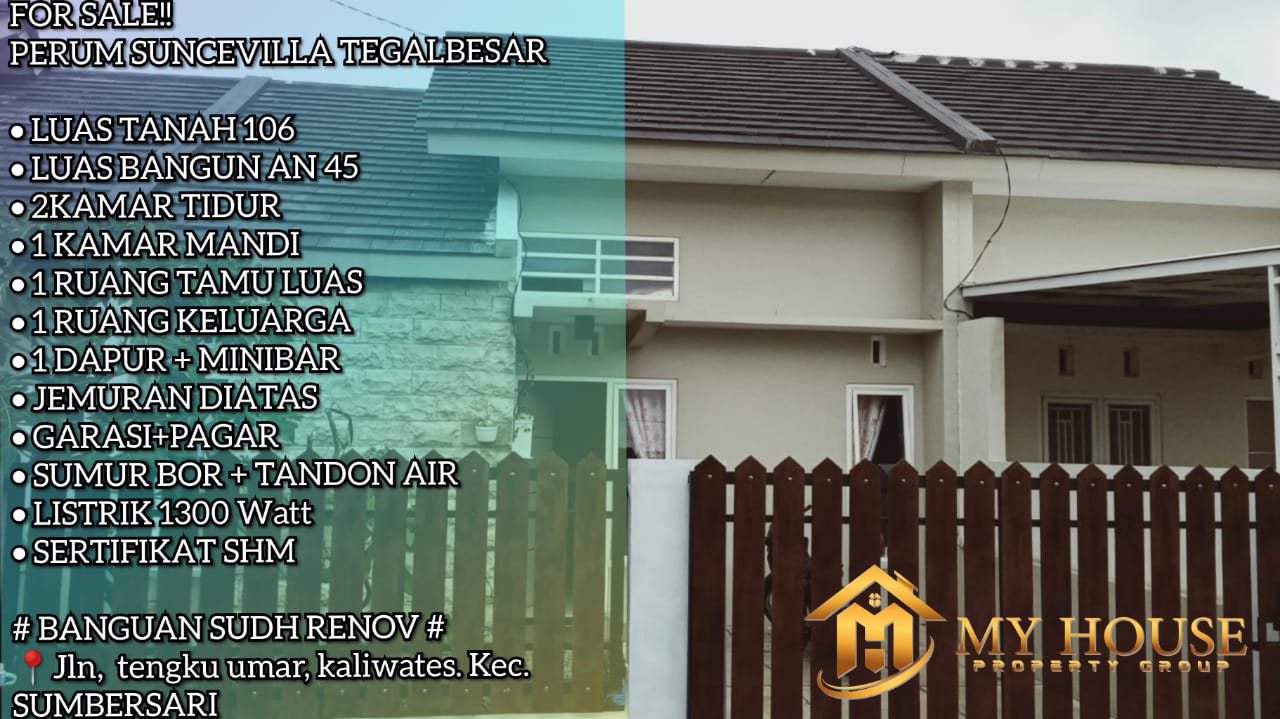 FOR SALE!!
PERUM SUNCEVILLA TEGALBESAR
• LUAS TANAH 106
• LUAS BANGUN AN 45
• 2KAMAR TIDUR
• 1 KAMAR MANDI
• 1 RUANG TAMU LUAS
• 1 RUANG KELUARGA
• 1 DAPUR + MINIBAR
• JEMURAN DIATAS
• GARASI+PAGAR
• SUMUR BOR + TANDON AIR
• LISTRIK 1300 Watt
• SERTIFIKAT SHM
# BANGUAN SUDH RENOV #
📍Jln, tengku umar, kaliwates. Kec.
SUMBERSARI
MY HOUSE
PROPERTY GROUP